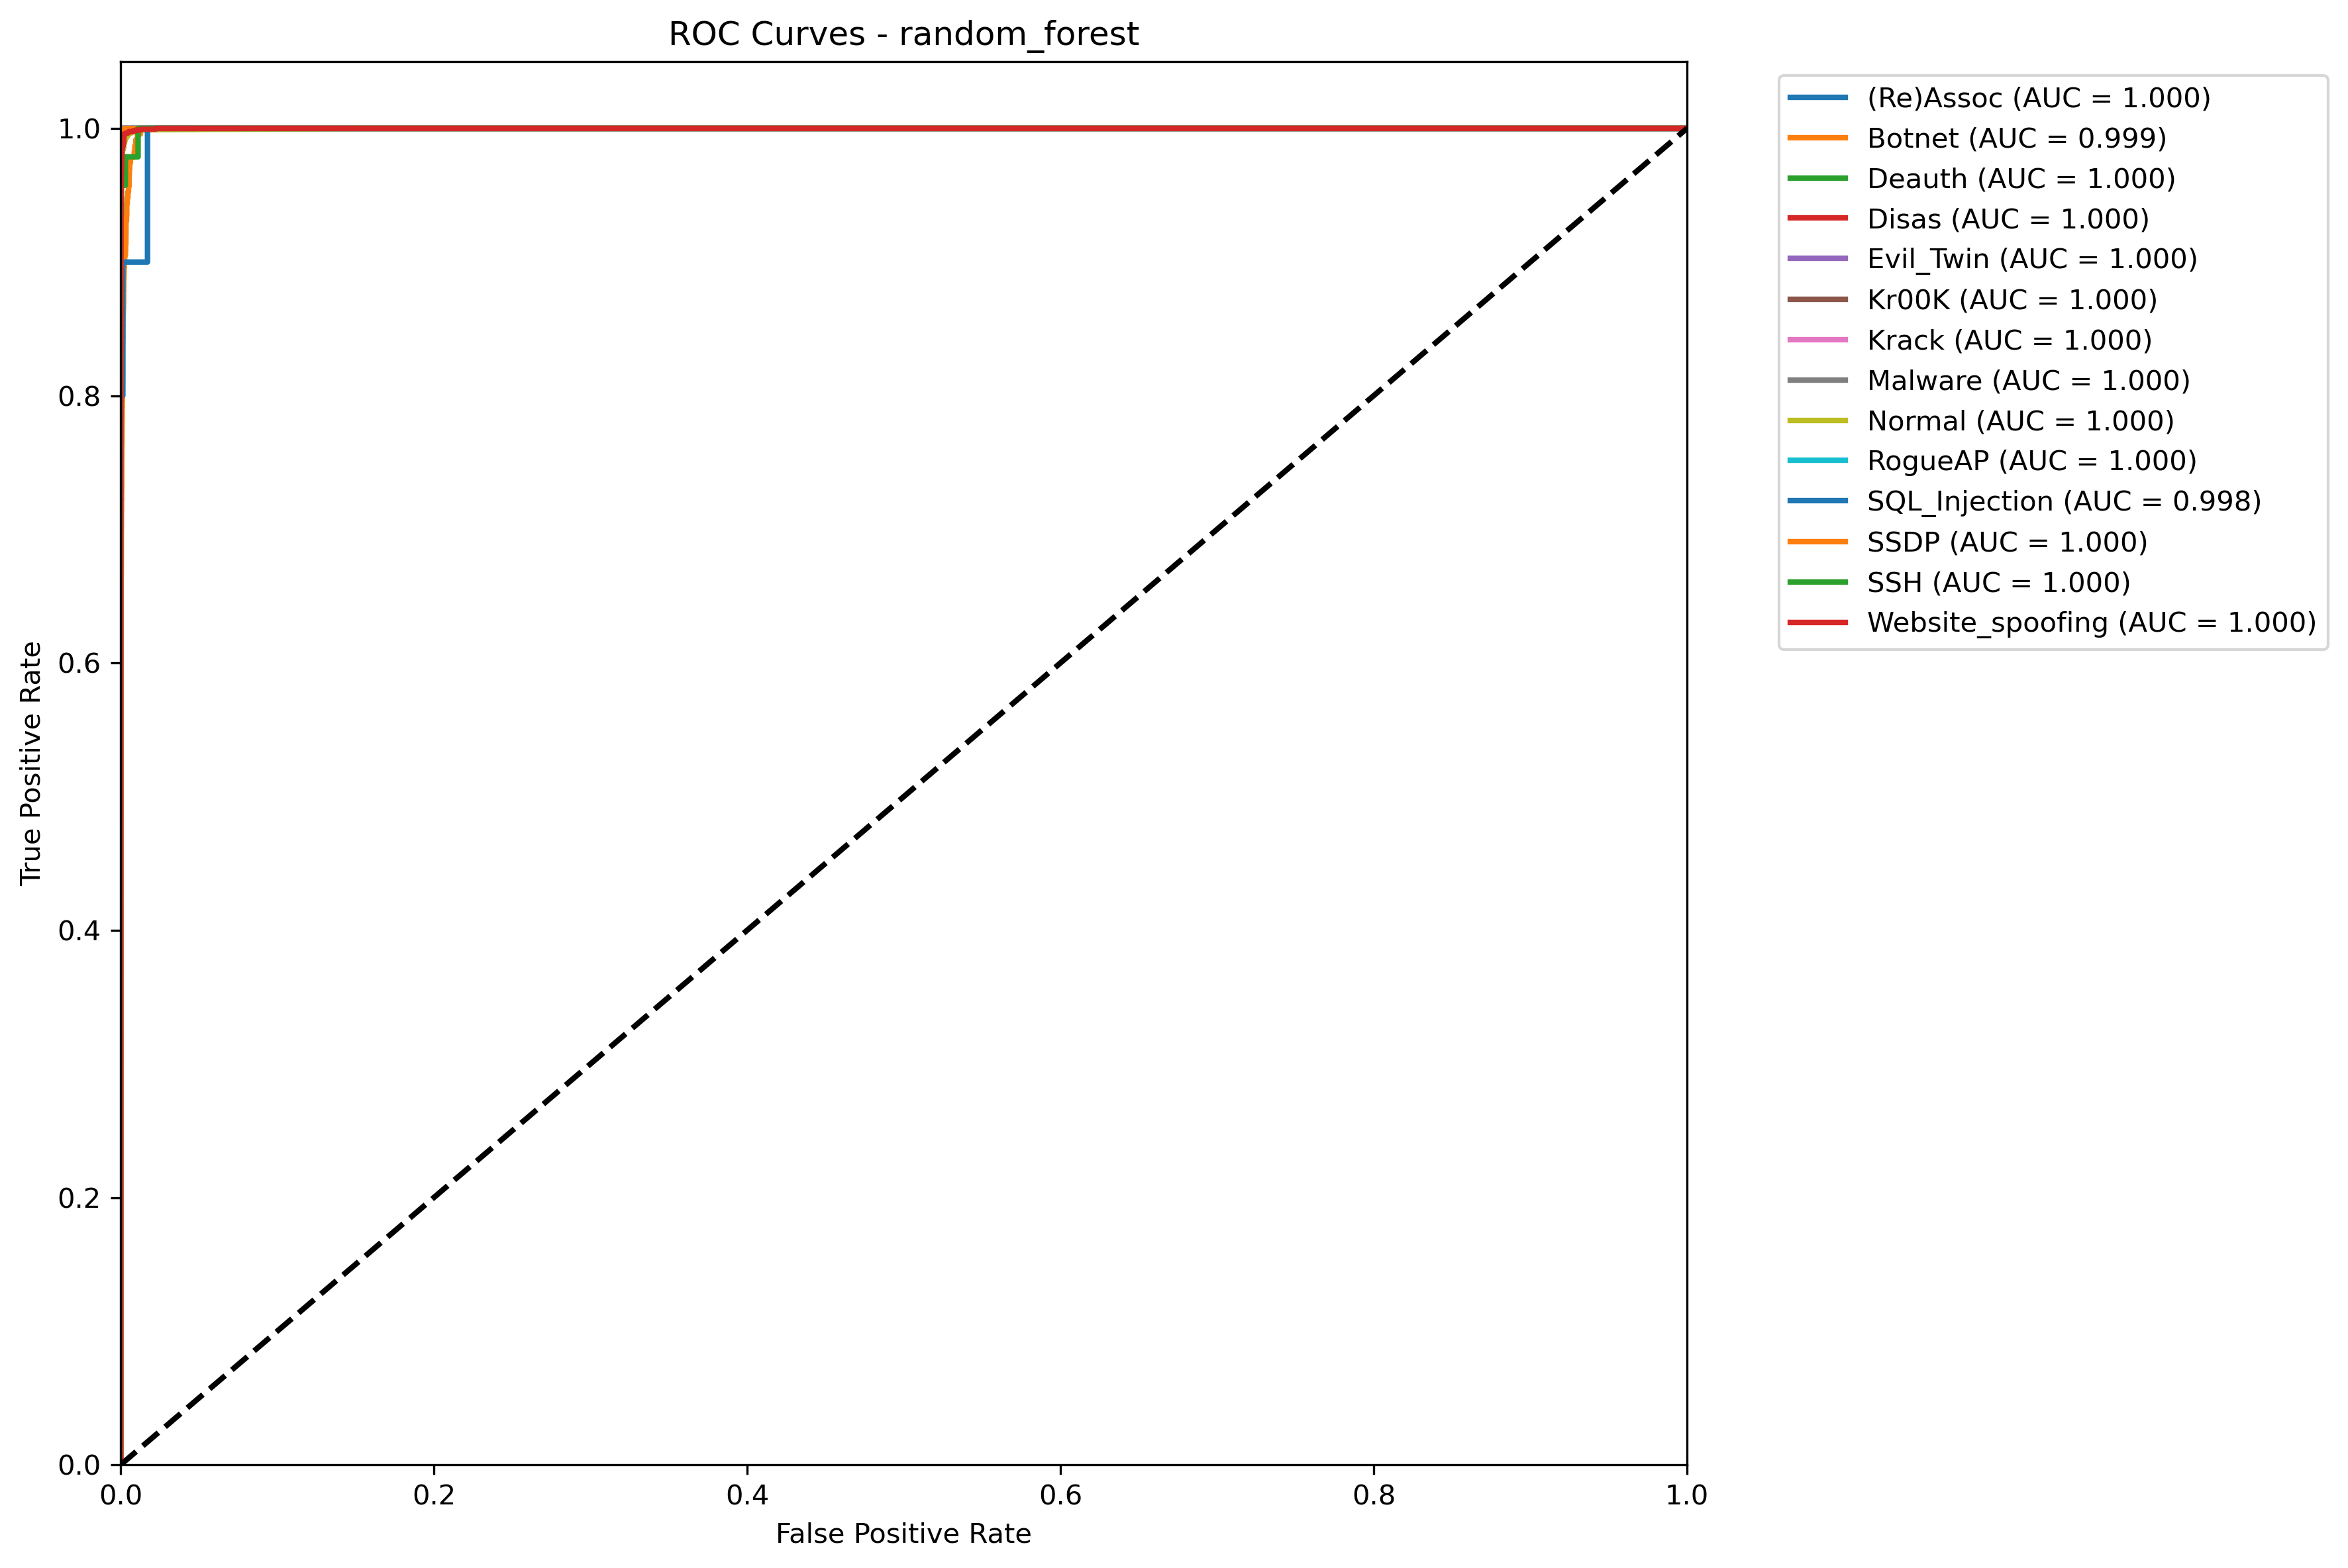 ROC Curves - random_forest
1.0
0.8
0.6
0.4
0.2
0.0
True Positive Rate
0.0 0.2 0.4 0.6 0.8 1.0
False Positive Rate
(Re)Assoc (AUC = 1.000)
Botnet (AUC = 0.999)
Deauth (AUC = 1.000)
Disas (AUC = 1.000)
Evil_Twin (AUC = 1.000)
Kr00K (AUC = 1.000)
Krack (AUC = 1.000)
Malware (AUC = 1.000)
Normal (AUC = 1.000)
RogueAP (AUC = 1.000)
SQL_Injection (AUC = 0.998)
SSDP (AUC = 1.000)
SSH (AUC = 1.000)
Website_spoofing (AUC = 1.000)